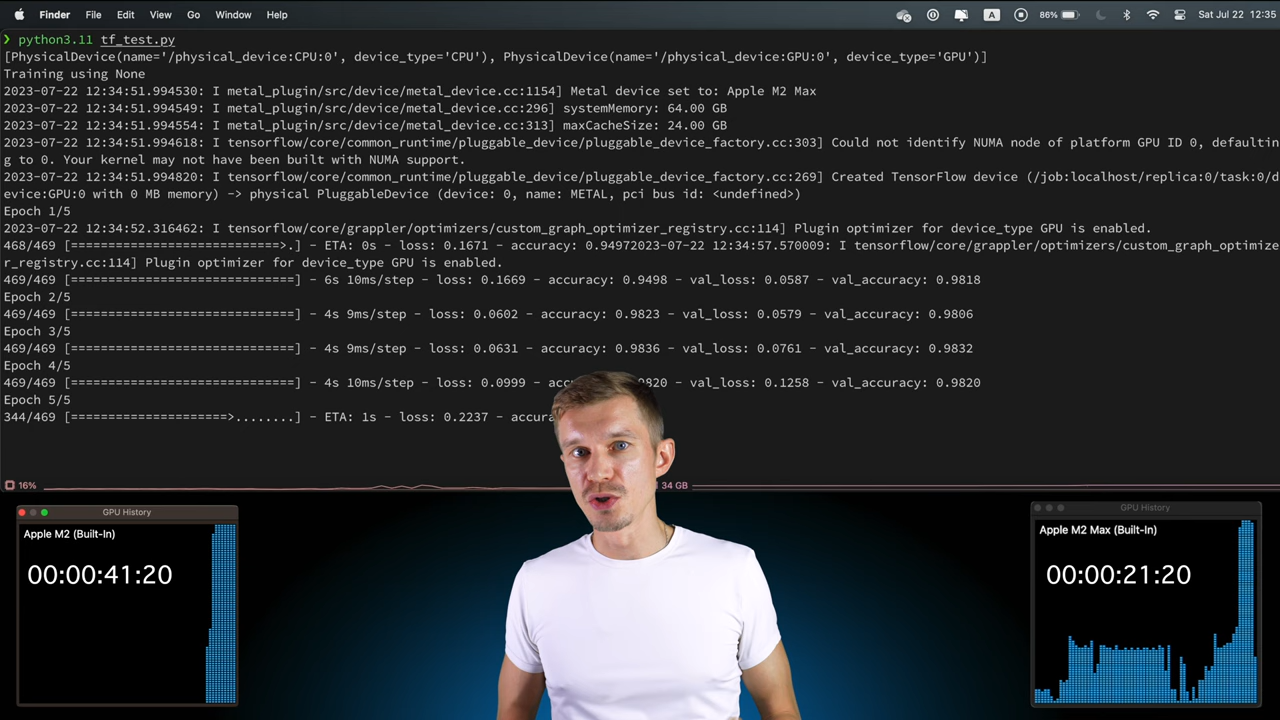 Finder File Edit View Go Window Help A 86% Sat Jul 22 12:35
❯ python3.11 tf_test.py
[PhysicalDevice(name='/physical_device:CPU:0', device_type='CPU'), PhysicalDevice(name='/physical_device:GPU:0', device_type='GPU')]
Training using None
2023-07-22 12:34:51.994530: I metal_plugin/src/device/metal_device.cc:1154] Metal device set to: Apple M2 Max
2023-07-22 12:34:51.994549: I metal_plugin/src/device/metal_device.cc:296] systemMemory: 64.00 GB
2023-07-22 12:34:51.994554: I metal_plugin/src/device/metal_device.cc:313] maxCacheSize: 24.00 GB
2023-07-22 12:34:51.994618: I tensorflow/core/common_runtime/pluggable_device/pluggable_device_factory.cc:303] Could not identify NUMA node of platform GPU ID 0, defaultin
g to 0. Your kernel may not have been built with NUMA support.
2023-07-22 12:34:51.994820: I tensorflow/core/common_runtime/pluggable_device/pluggable_device_factory.cc:269] Created TensorFlow device (/job:localhost/replica:0/task:0/d
evice:GPU:0 with 0 MB memory) -> physical PluggableDevice (device: 0, name: METAL, pci bus id: <undefined>)
Epoch 1/5
2023-07-22 12:34:52.316462: I tensorflow/core/grappler/optimizers/custom_graph_optimizer_registry.cc:114] Plugin optimizer for device_type GPU is enabled.
468/469 [============================>.] - ETA: 0s - loss: 0.1671 - accuracy: 0.94972023-07-22 12:34:57.570009: I tensorflow/core/grappler/optimizers/custom_graph_optimize
r_registry.cc:114] Plugin optimizer for device_type GPU is enabled.
469/469 [==============================] - 6s 10ms/step - loss: 0.1669 - accuracy: 0.9498 - val_loss: 0.0587 - val_accuracy: 0.9818
Epoch 2/5
469/469 [==============================] - 4s 9ms/step - loss: 0.0602 - accuracy: 0.9823 - val_loss: 0.0579 - val_accuracy: 0.9806
Epoch 3/5
469/469 [==============================] - 4s 9ms/step - loss: 0.0631 - accuracy: 0.9836 - val_loss: 0.0761 - val_accuracy: 0.9832
Epoch 4/5
469/469 [==============================] - 4s 10ms/step - loss: 0.0999 - acc 9820 - val_loss: 0.1258 - val_accuracy: 0.9820
Epoch 5/5
344/469 [=====================>........] - ETA: 1s - loss: 0.2237 - accura
16% 34 GB
GPU History
Apple M2 (Built-In)
00:00:41:20
GPU History
Apple M2 Max (Built-In)
00:00:21:20